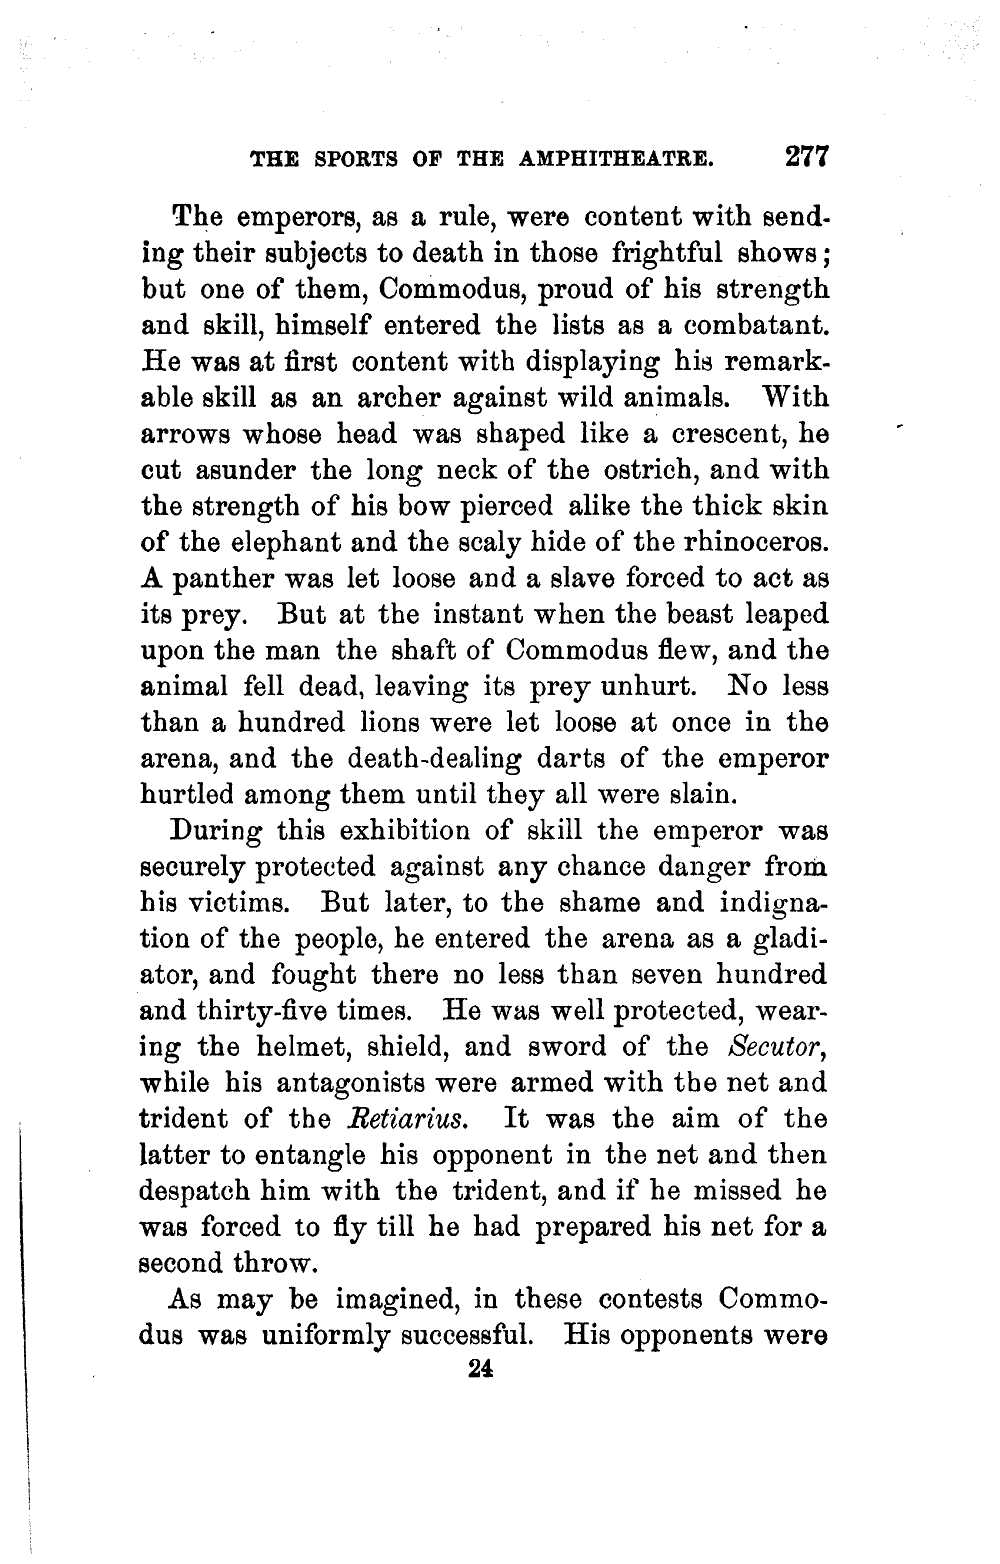 THE SPORTS OF THE AMPHITHEATRE. 277
The emperors, as a rule, were content with send-
ing their subjects to death in those frightful shows;
but one of them, Commodus, proud of his strength
and skill, himself entered the lists as a combatant.
He was at first content with displaying his remark-
able skill as an archer against wild animals. With
arrows whose head was shaped like a crescent, he
cut asunder the long neck of the ostrich, and with
the strength of his bow pierced alike the thick skin
of the elephant and the scaly hide of the rhinoceros.
A panther was let loose and a slave forced to act as
its prey. But at the instant when the beast leaped
upon the man the shaft of Commodus flew, and the
animal fell dead, leaving its prey unhurt. No less
than a hundred lions were let loose at once in the
arena, and the death-dealing darts of the emperor
hurtled among them until they all were slain.
During this exhibition of skill the emperor was
securely protected against any chance danger from
his victims. But later, to the shame and indigna-
tion of the people, he entered the arena as a gladi-
ator, and fought there no less than seven hundred
and thirty-five times. He was well protected, wear-
ing the helmet, shield, and sword of the Secutor,
while his antagonists were armed with the net and
trident of the Retiarius. It was the aim of the
latter to entangle his opponent in the net and then
despatch him with the trident, and if he missed he
was forced to fly till he had prepared his net for a
second throw.
As may be imagined, in these contests Commo-
dus was uniformly successful. His opponents were
24